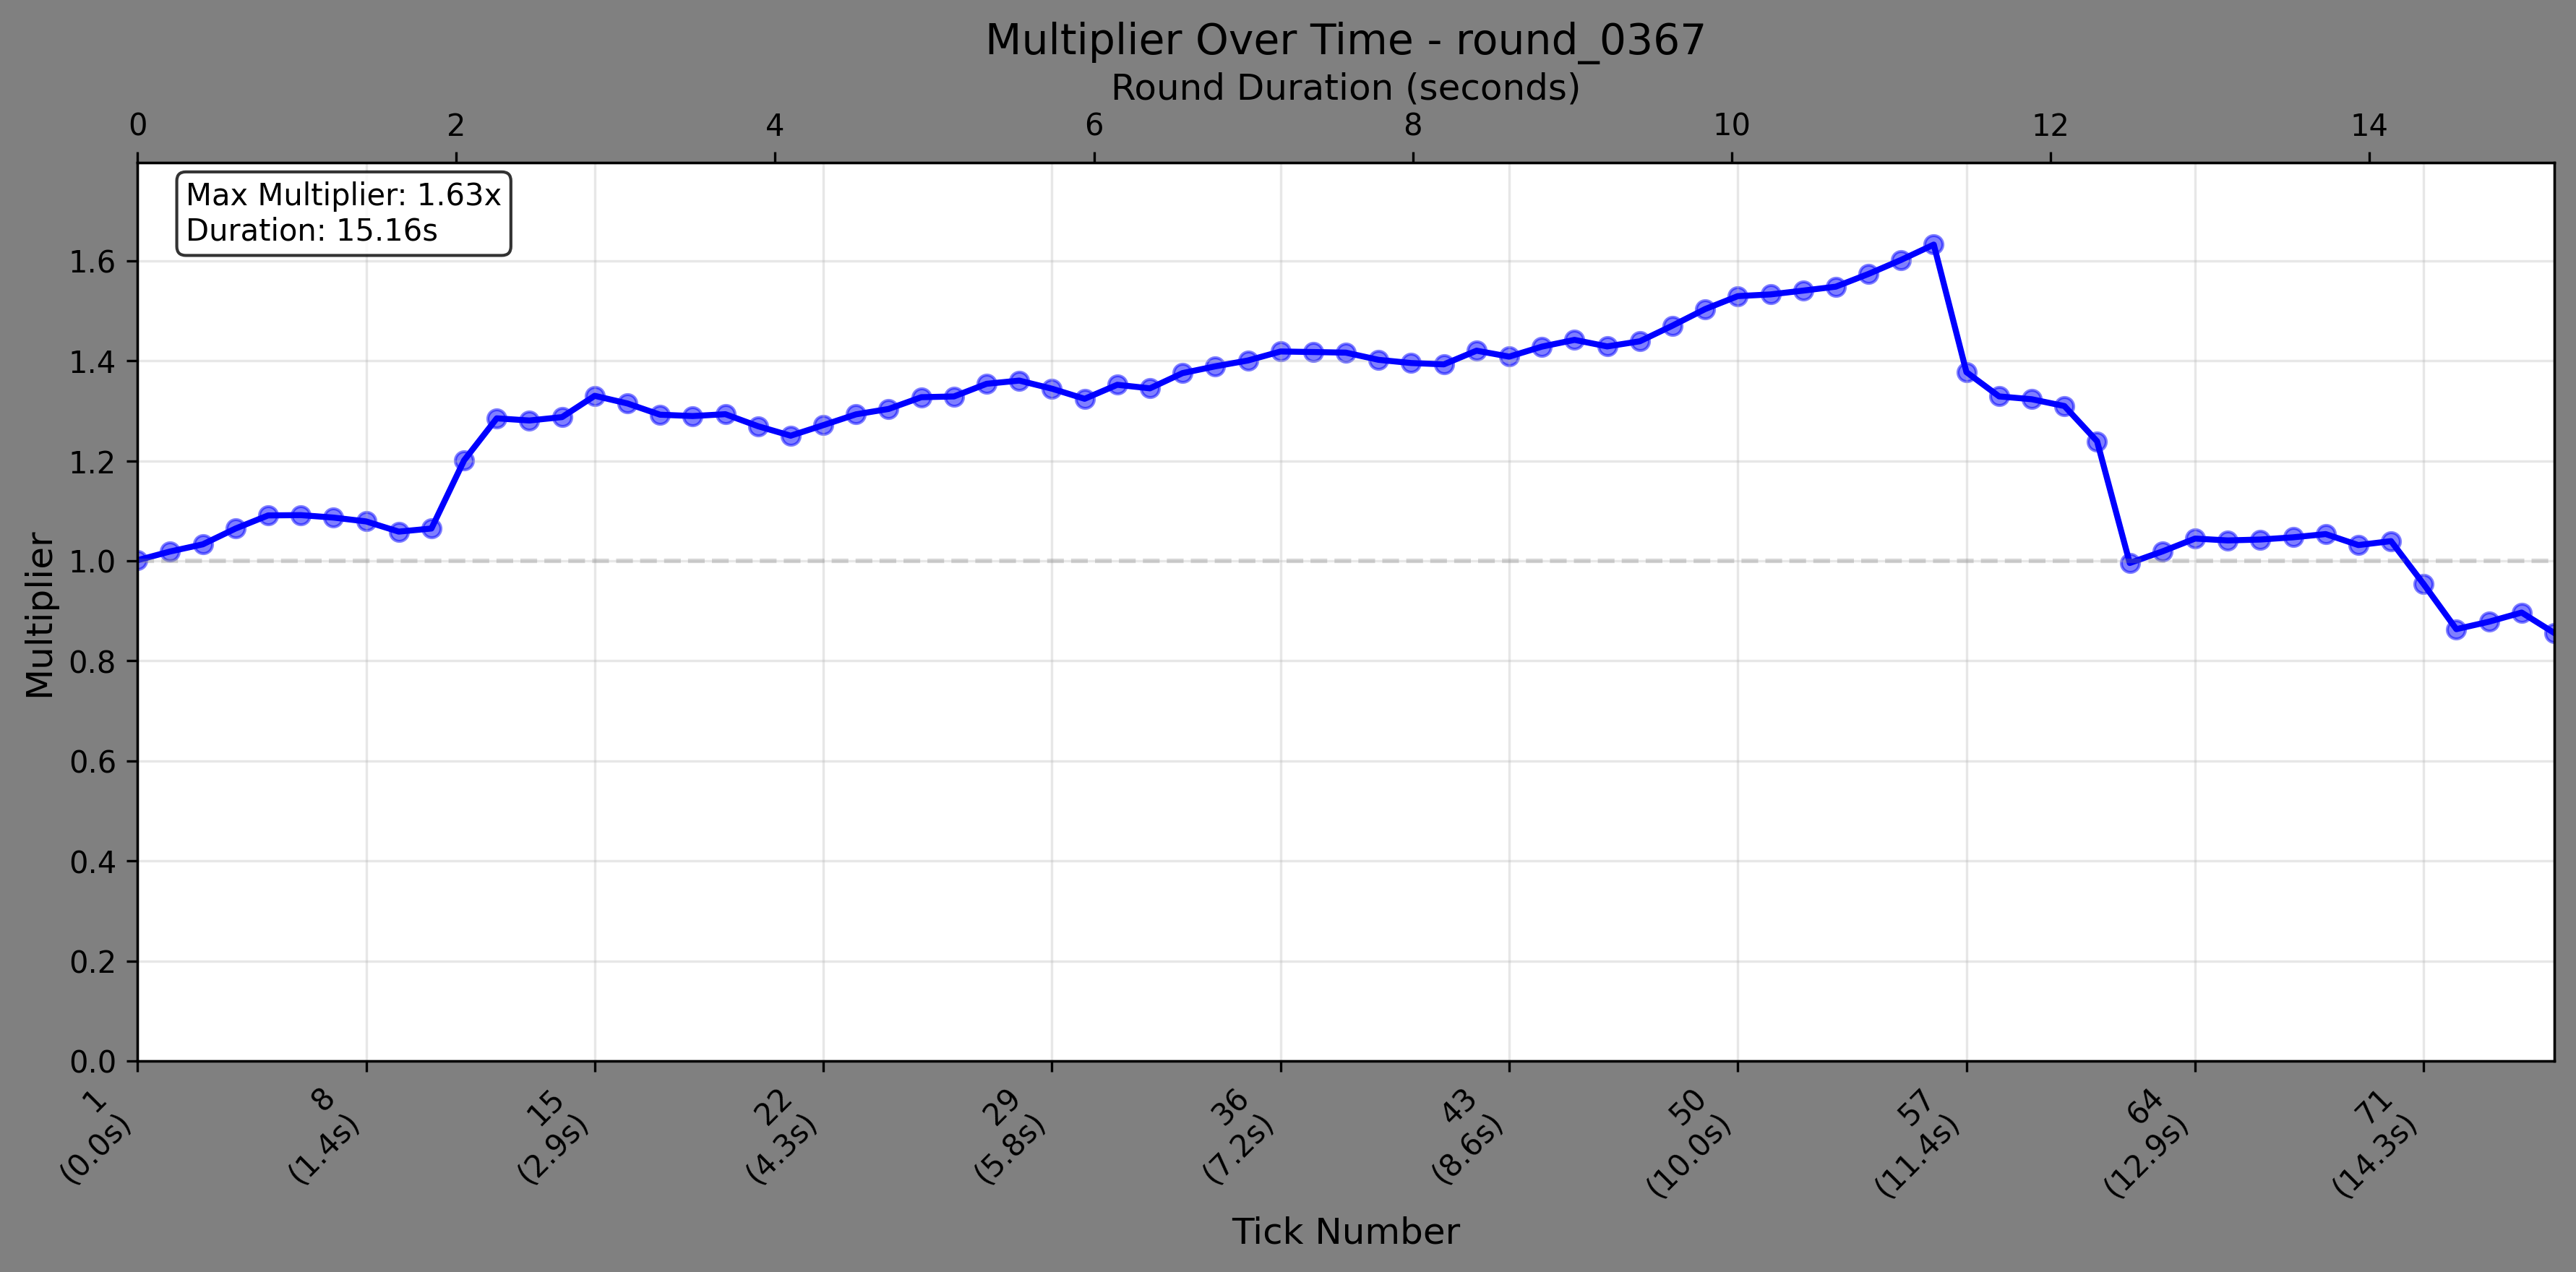 Multiplier Over Time - round_0367
Round Duration (seconds)
0 2 4 6 8 10 12 14
Max Multiplier: 1.63x
Duration: 15.16s
Multiplier
1.6
1.4
1.2
1.0
0.8
0.6
0.4
0.2
0.0
1
(0.0s)
8
(1.4s)
15
(2.9s)
22
(4.3s)
29
(5.8s)
36
(7.2s)
43
(8.6s)
50
(10.0s)
57
(11.4s)
64
(12.9s)
71
(14.3s)
Tick Number